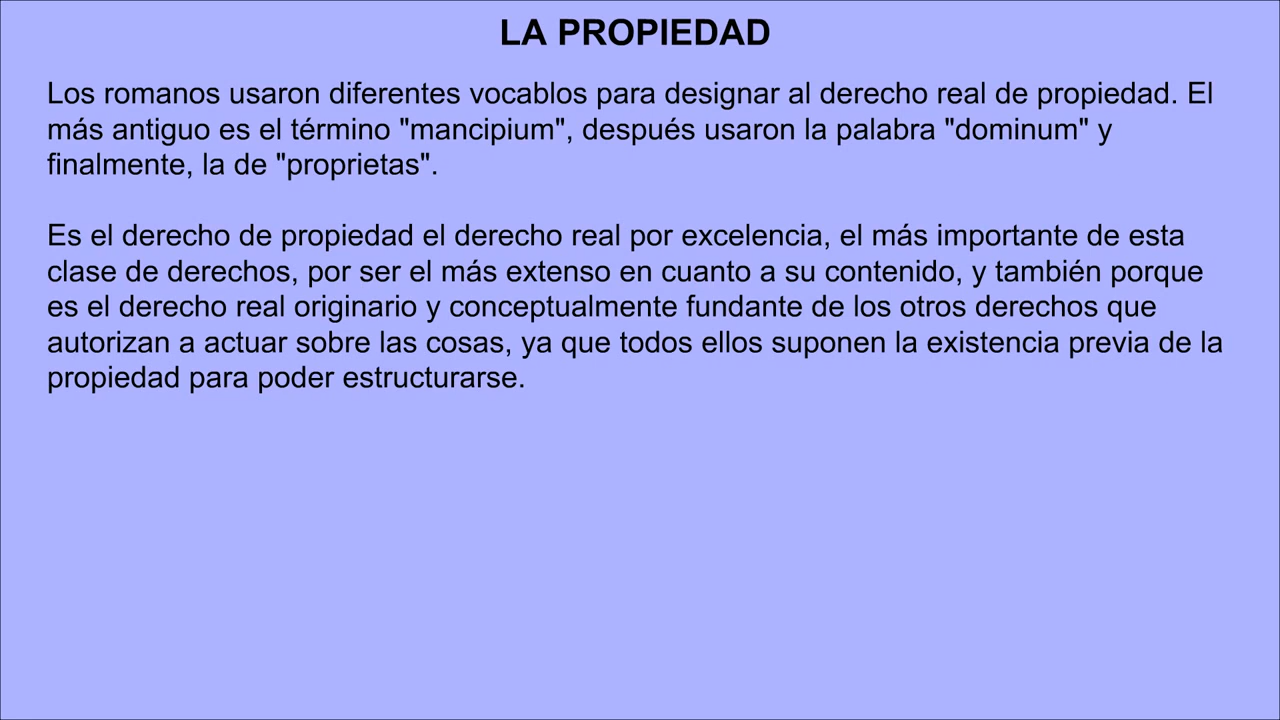 LA PROPIEDAD
Los romanos usaron diferentes vocablos para designar al derecho real de propiedad. El
más antiguo es el término "mancipium", después usaron la palabra "dominum" y
finalmente, la de "proprietas".
Es el derecho de propiedad el derecho real por excelencia, el más importante de esta
clase de derechos, por ser el más extenso en cuanto a su contenido, y también porque
es el derecho real originario y conceptualmente fundante de los otros derechos que
autorizan a actuar sobre las cosas, ya que todos ellos suponen la existencia previa de la
propiedad para poder estructurarse.